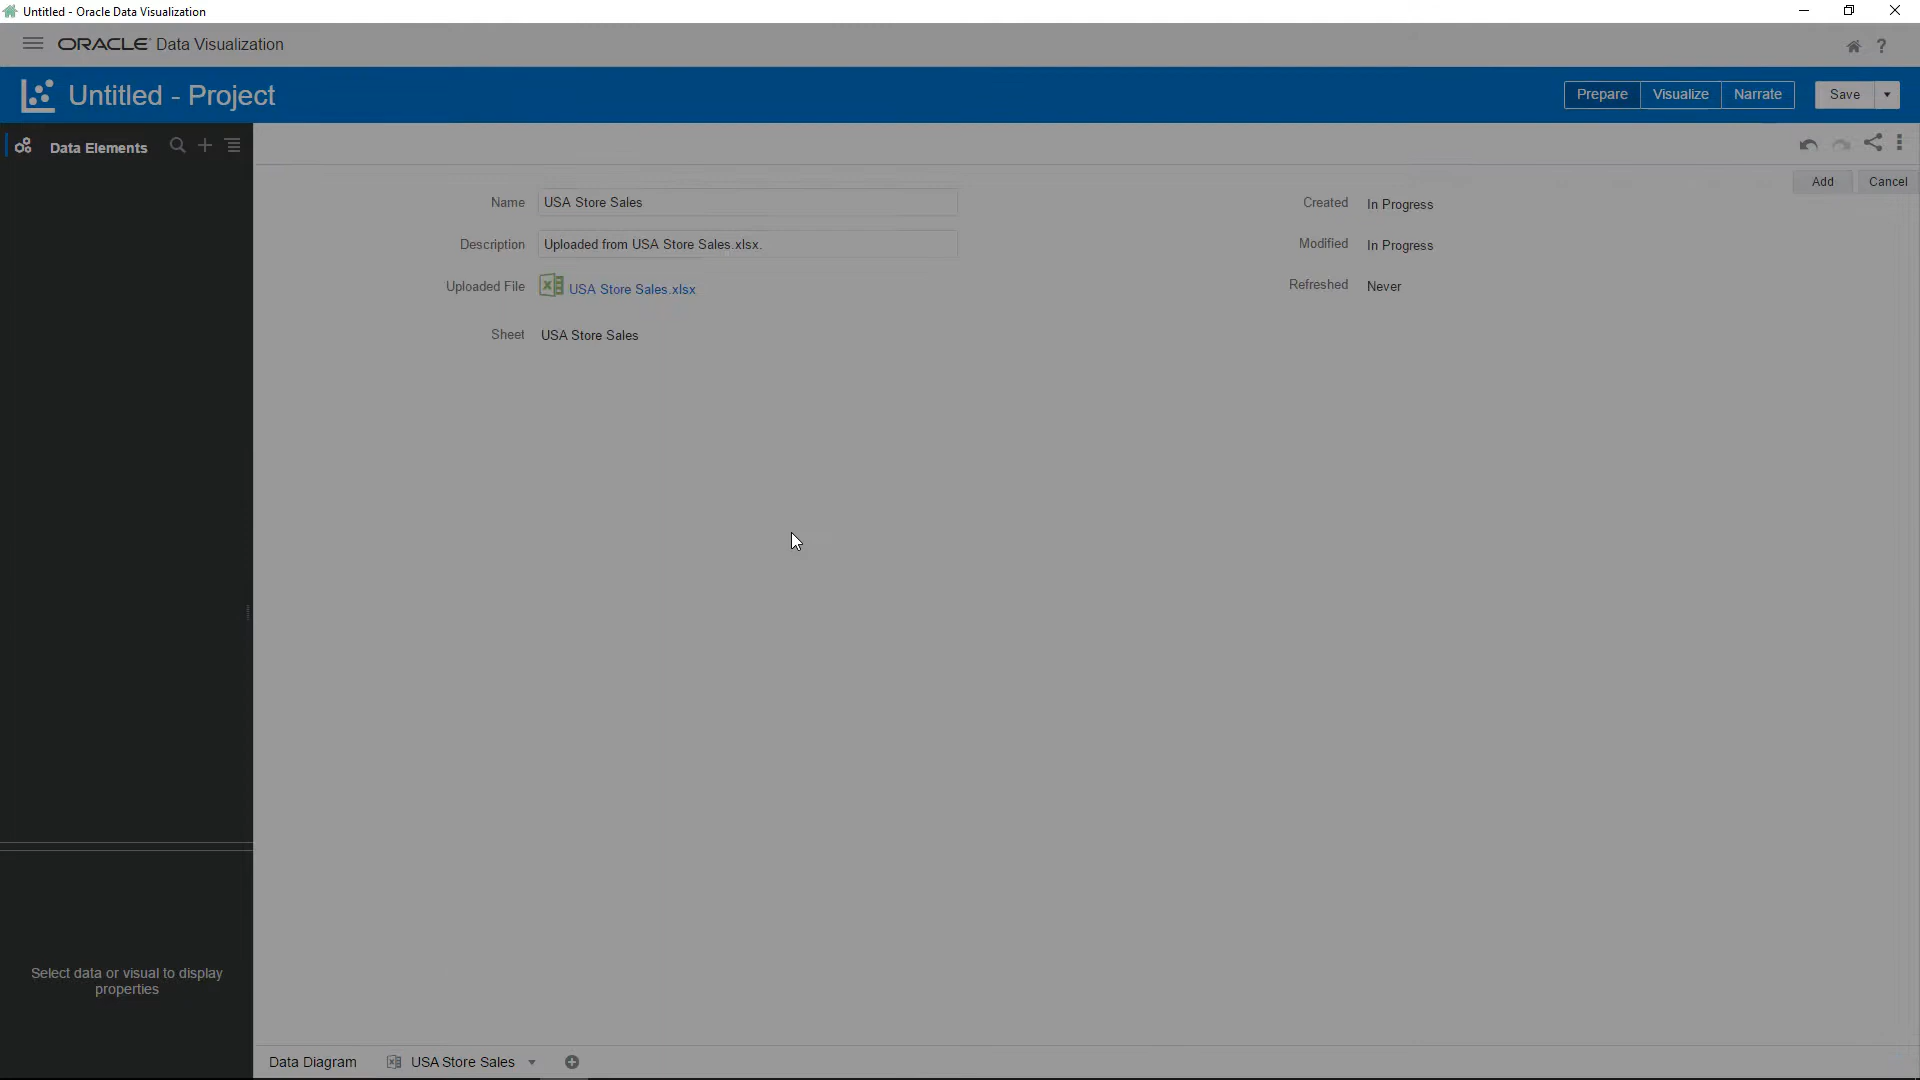 Untitled - Oracle Data Visualization
ORACLE Data Visualization
?
Untitled - Project
Prepare
Visualize
Narrate
Save
Data Elements
Add
Cancel
Name
USA Store Sales
Created
In Progress
Description
Uploaded from USA Store Sales.xlsx.
Modified
In Progress
Uploaded File
USA Store Sales.xlsx
Refreshed
Never
Sheet
USA Store Sales
Select data or visual to display
properties
Data Diagram
USA Store Sales